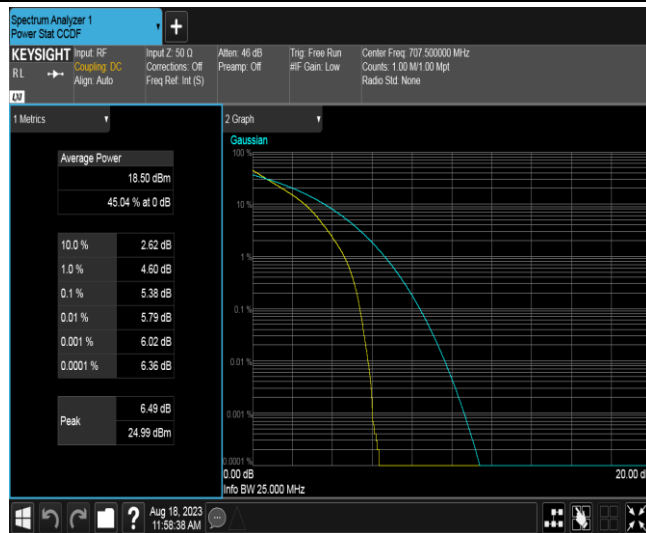 Spectrum Analyzer 1
Power Stat CCDF
KEYSIGHT
RL
Input: RF
Coupling: DC
Align: Auto
Input Z: 50 Ω
Corrections: Off
Freq Ref: Int (S)
Atten: 46 dB
Preamp: Off
Trig: Free Run
#IF Gain: Low
Center Freq: 707.500000 MHz
Counts: 1.00 M/1.00 Mpt
Radio Std: None
1 Metrics
Average Power
18.50 dBm
45.04 % at 0 dB
10.0 % 2.62 dB
1.0 % 4.60 dB
0.1 % 5.38 dB
0.01 % 5.79 dB
0.001 % 6.02 dB
0.0001 % 6.36 dB
Peak
6.49 dB
24.99 dBm
2 Graph
Gaussian
100 %
10 %
1 %
0.1 %
0.01 %
0.001 %
0.0001 %
0.00 dB
20.00 d
Info BW 25.000 MHz
Aug 18, 2023
11:58:38 AM